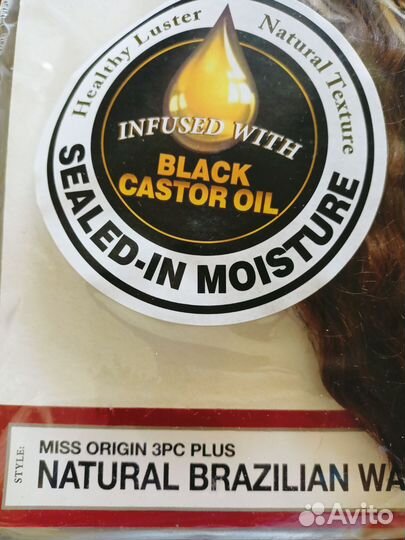 Healthy Luster
Natural Texture
INFUSED WITH
BLACK
CASTOR OIL
SEALED-IN MOISTURE
STYLE:
MISS ORIGIN 3PC PLUS
NATURAL BRAZILIAN WA
Avito